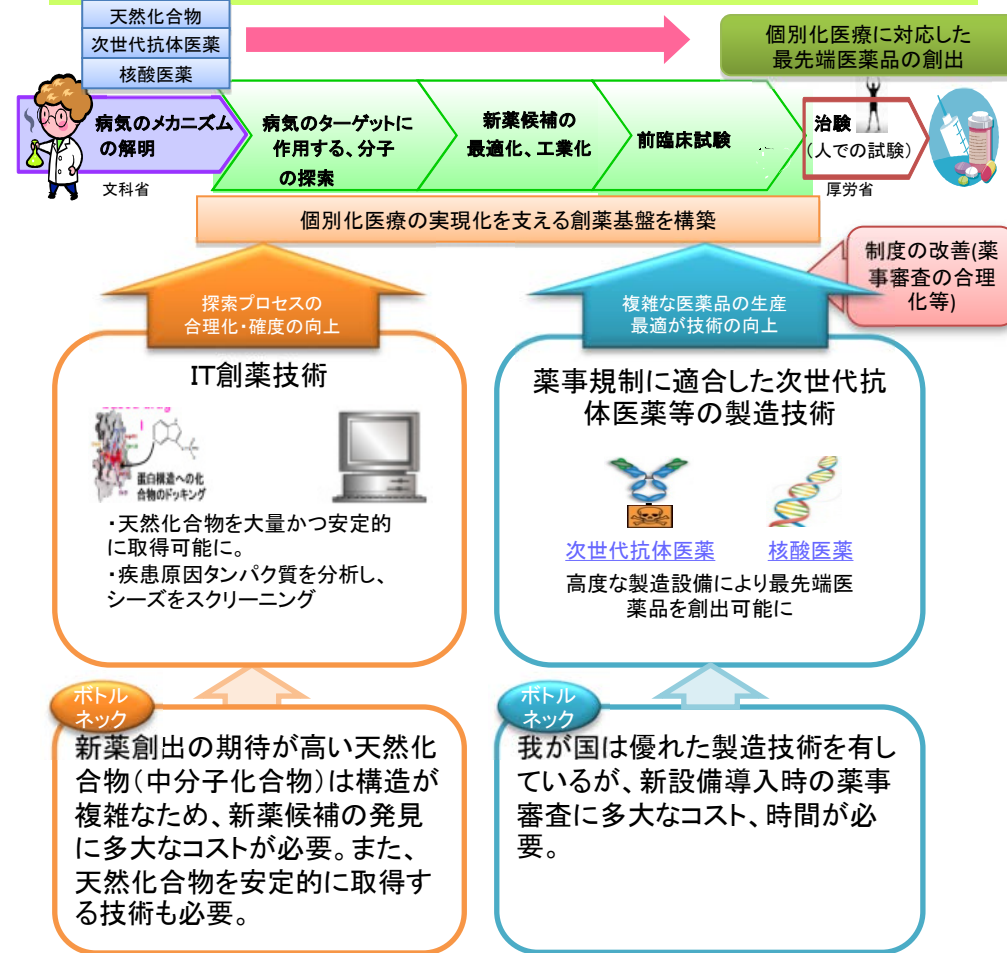 天然化合物
次世代抗体医薬
核酸医薬
個別化医療に対応した
最先端医薬品の創出
病気のメカニズム
の解明
文科省
病気のターゲットに
作用する、分子
の探索
新薬候補の
最適化、工業化
前臨床試験
治験
(人での試験)
厚労省
個別化医療の実現化を支える創薬基盤を構築
制度の改善(薬
事審査の合理
化等)
探索プロセスの
合理化・確度の向上
複雑な医薬品の生産
最適が技術の向上
IT創薬技術
蛋白構造への化
合物のドッキング
・天然化合物を大量かつ安定的
に取得可能に。
・疾患原因タンパク質を分析し、
シーズをスクリーニング
薬事規制に適合した次世代抗
体医薬等の製造技術
次世代抗体医薬
核酸医薬
高度な製造設備により最先端医
薬品を創出可能に
ボトル
ネック
新薬創出の期待が高い天然化
合物(中分子化合物)は構造が
複雑なため、新薬候補の発見
に多大なコストが必要。また、
天然化合物を安定的に取得す
る技術も必要。
ボトル
ネック
我が国は優れた製造技術を有し
ているが、新設備導入時の薬事
審査に多大なコスト、時間が必
要。